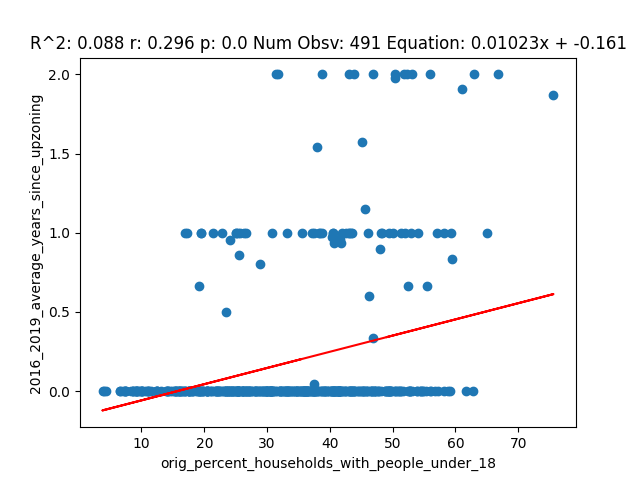 R^2: 0.088 r: 0.296 p: 0.0 Num Obsv: 491 Equation: 0.01023x + -0.161
2016_2019_average_years_since_upzoning
2.0
1.5
1.0
0.5
0.0
10 20 30 40 50 60 70
orig_percent_households_with_people_under_18